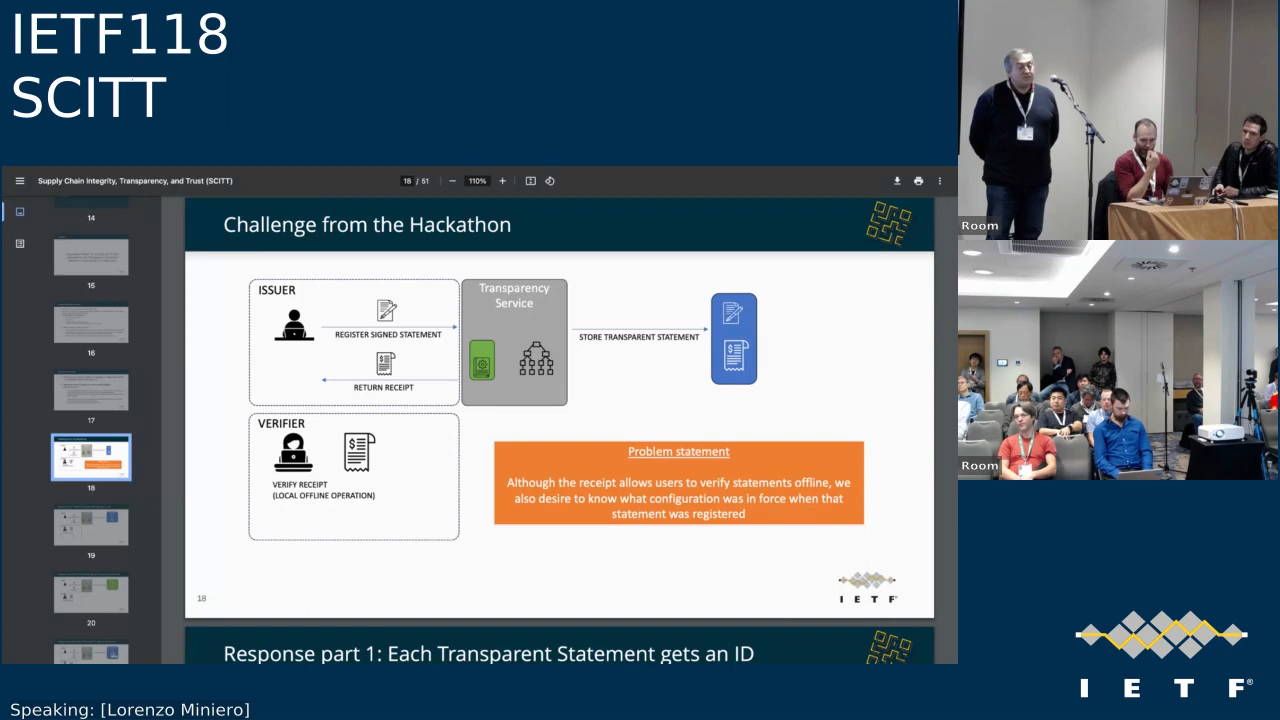 IETF118
SCITT
Supply Chain Integrity, Transparency, and Trust (SCITT)
18 / 51
110%
14
15
16
17
18
19
20
Challenge from the Hackathon
ISSUER
REGISTER SIGNED STATEMENT
RETURN RECEIPT
Transparency
Service
STORE TRANSPARENT STATEMENT
VERIFIER
VERIFY RECEIPT
(LOCAL OFFLINE OPERATION)
Problem statement
Although the receipt allows users to verify statements offline, we
also desire to know what configuration was in force when that
statement was registered
18
I E T F
Response part 1: Each Transparent Statement gets an ID
Room
Room
I E T F®
Speaking: [Lorenzo Miniero]